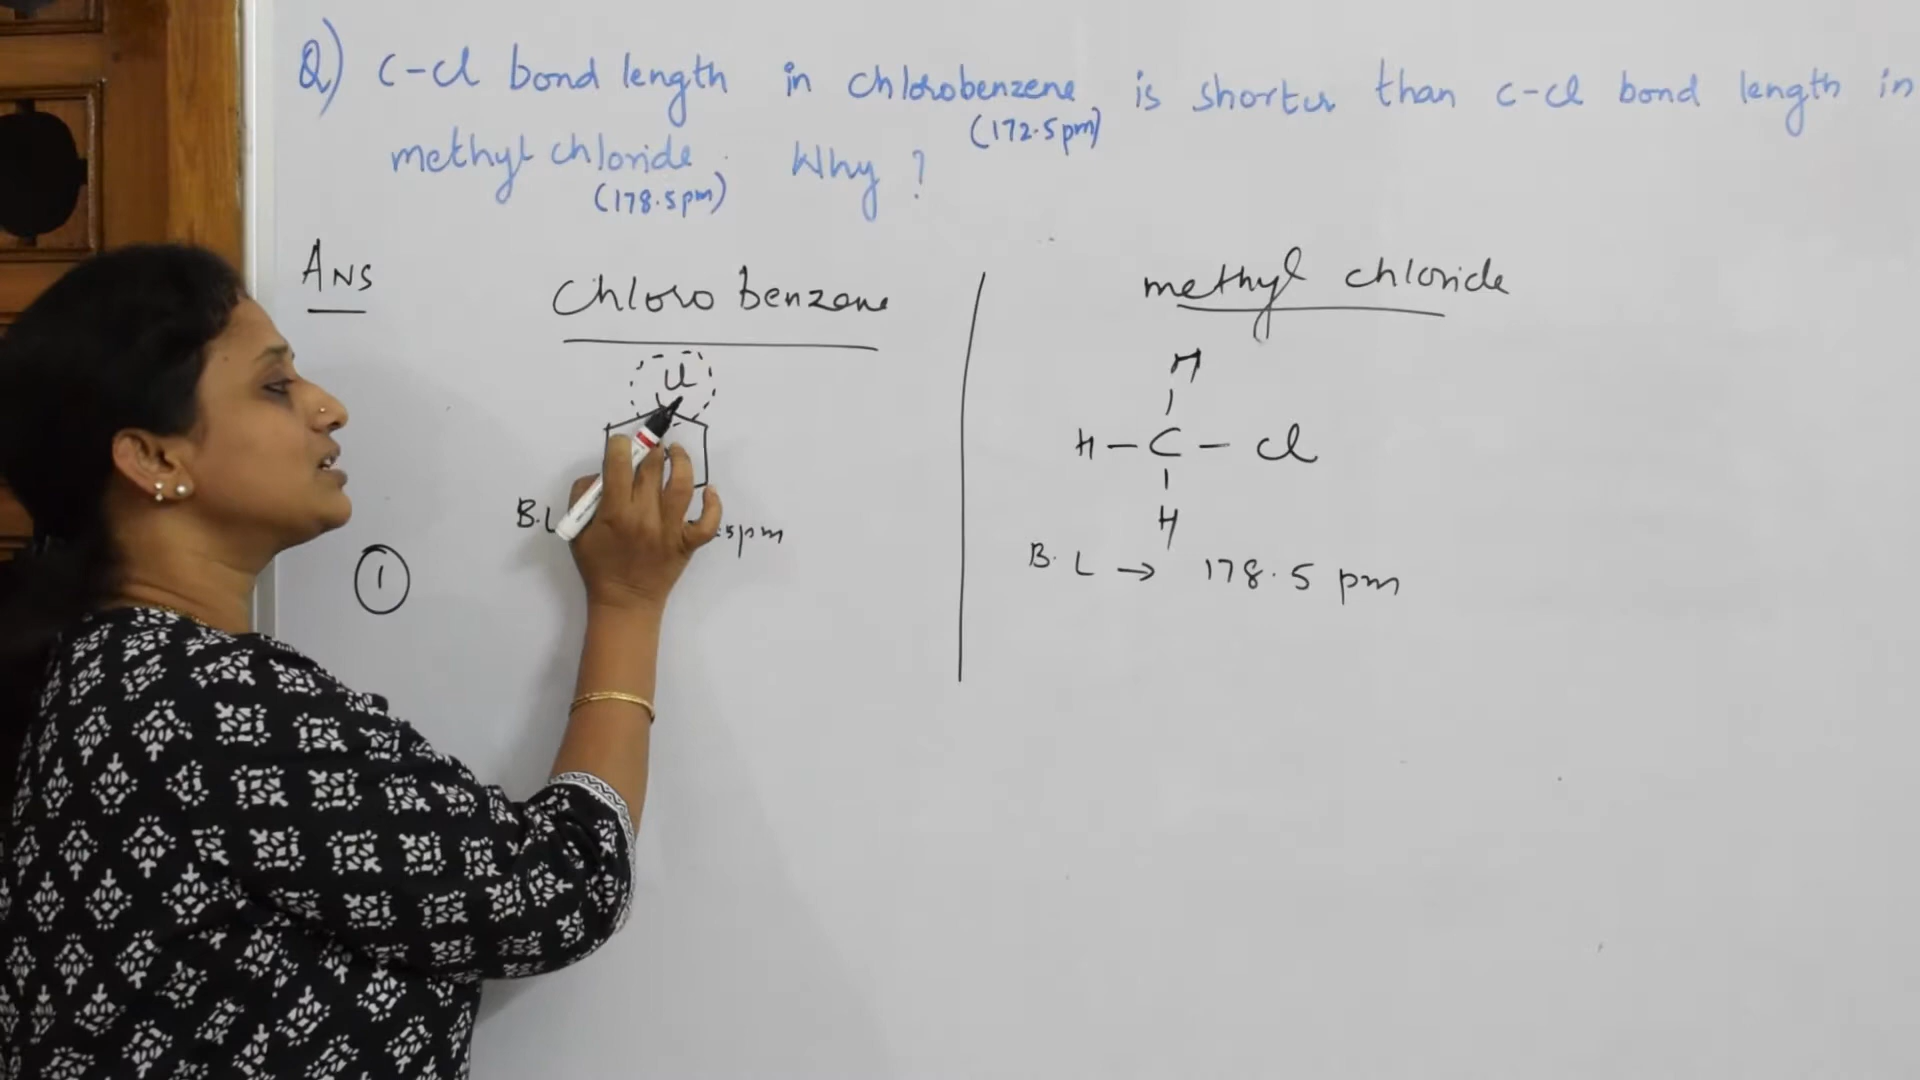 Q) C-Cl bond length in chlorobenzene is shorter than C-Cl bond length in
(172.5pm)
methyl chloride. Why?
(178.5pm)
Ans
Chloro benzene
methyl chloride
Cl
H
H - C - Cl
H
B.L
.5pm
B.L → 178.5 pm
1